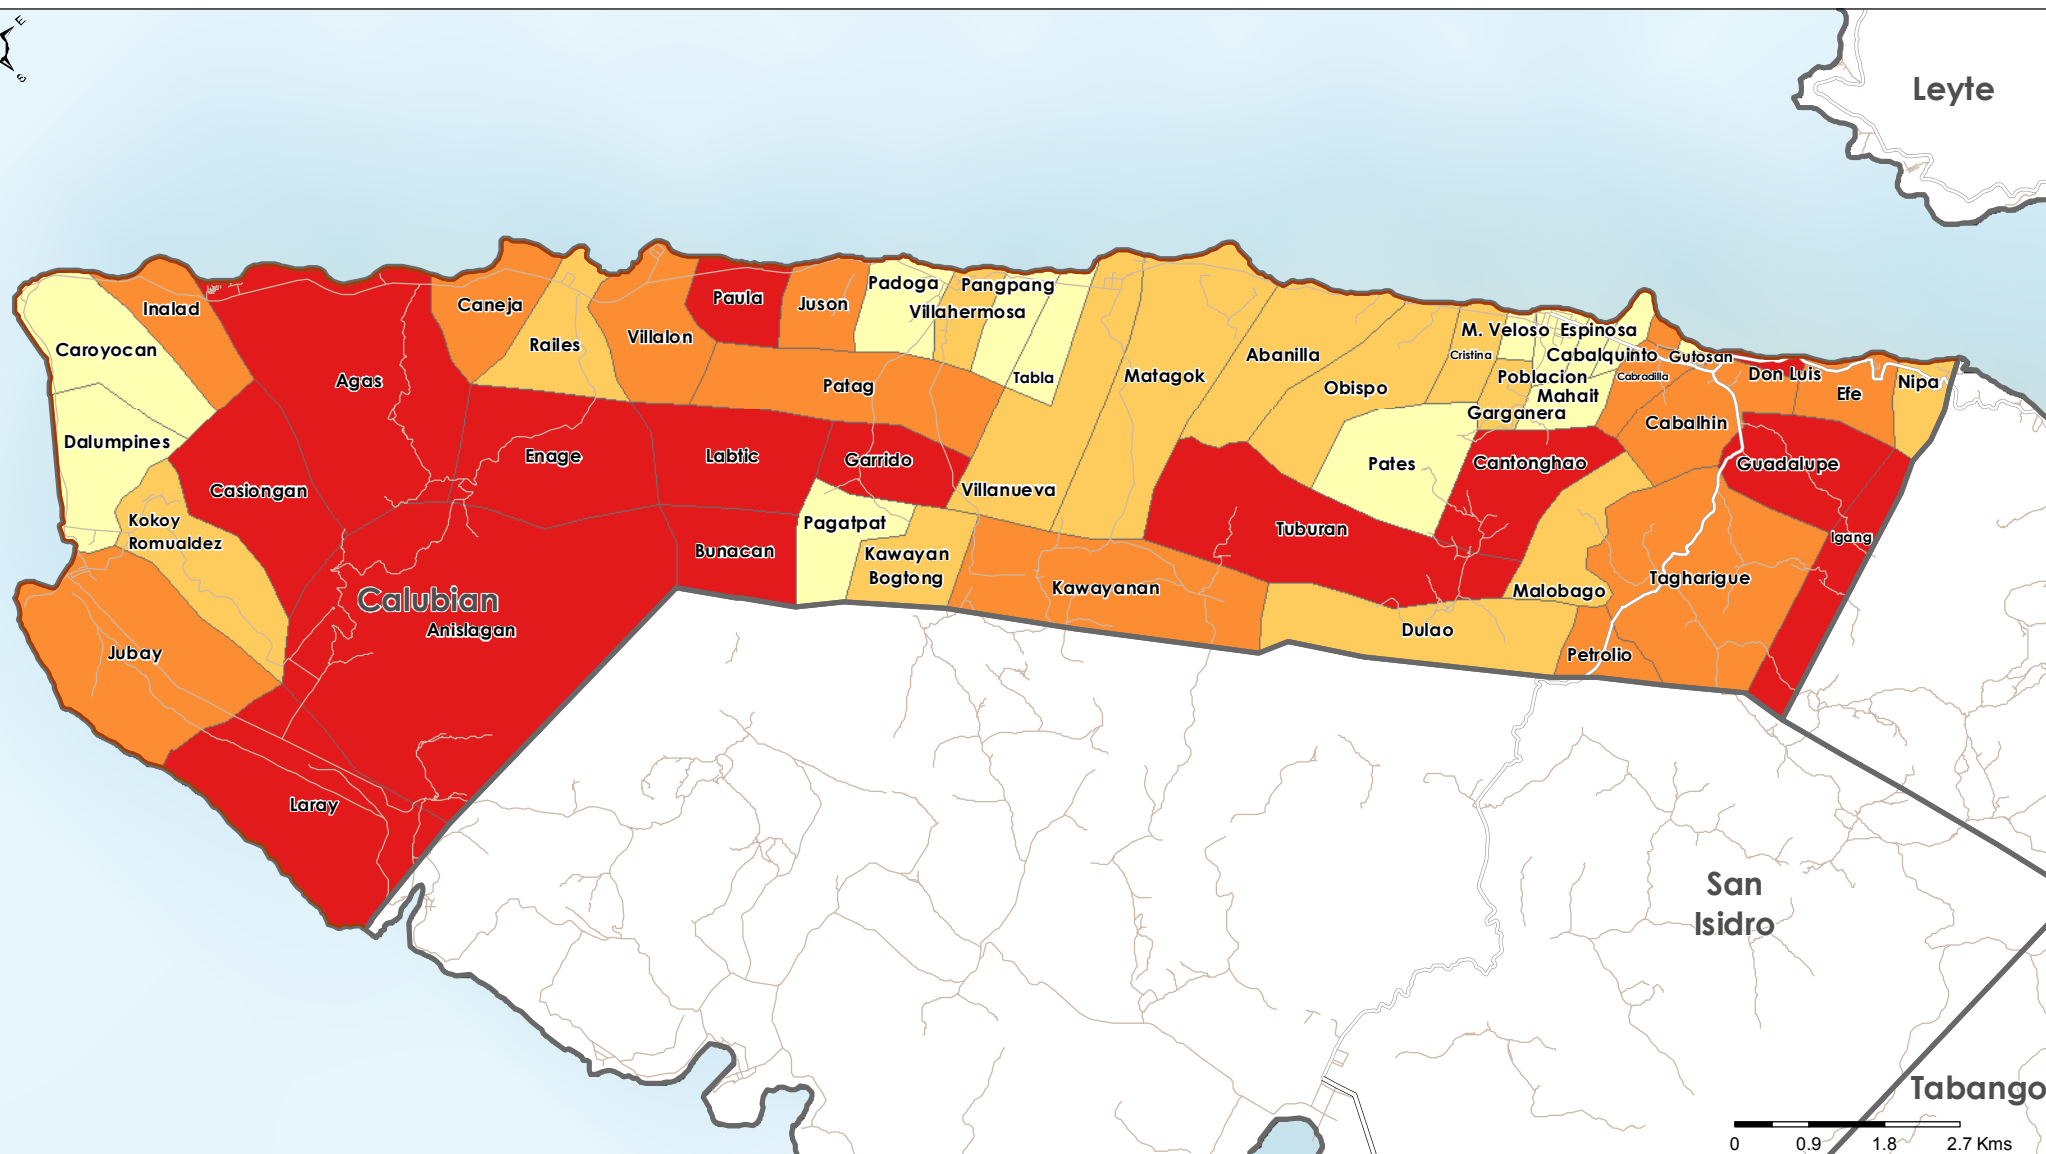 E
S
Leyte
Inalad
Caroyocan
Dalumpines
Kokoy
Romualdez
Jubay
Agas
Casiongan
Calubian
Anislagan
Laray
Caneja
Railes
Enage
Villalon
Paula
Juson
Patag
Labtic
Garrido
Bunacan
Pagatpat
Kawayan
Bogtong
Padoga
Pangpang
Villahermosa
Tabla
Villanueva
Kawayanan
Matagok
Abanilla
Obispo
Pates
Tuburan
Dulao
M. Veloso
Espinosa
Cristina
Cabalquinto
Gutosan
Poblacion
Cabradilla
Mahait
Garganera
Cantonghao
Cabalhin
Malobago
Petrolio
Tagharigue
Don Luis
Efe
Nipa
Guadalupe
Igang
San
Isidro
Tabango
0 0.9 1.8 2.7 Kms